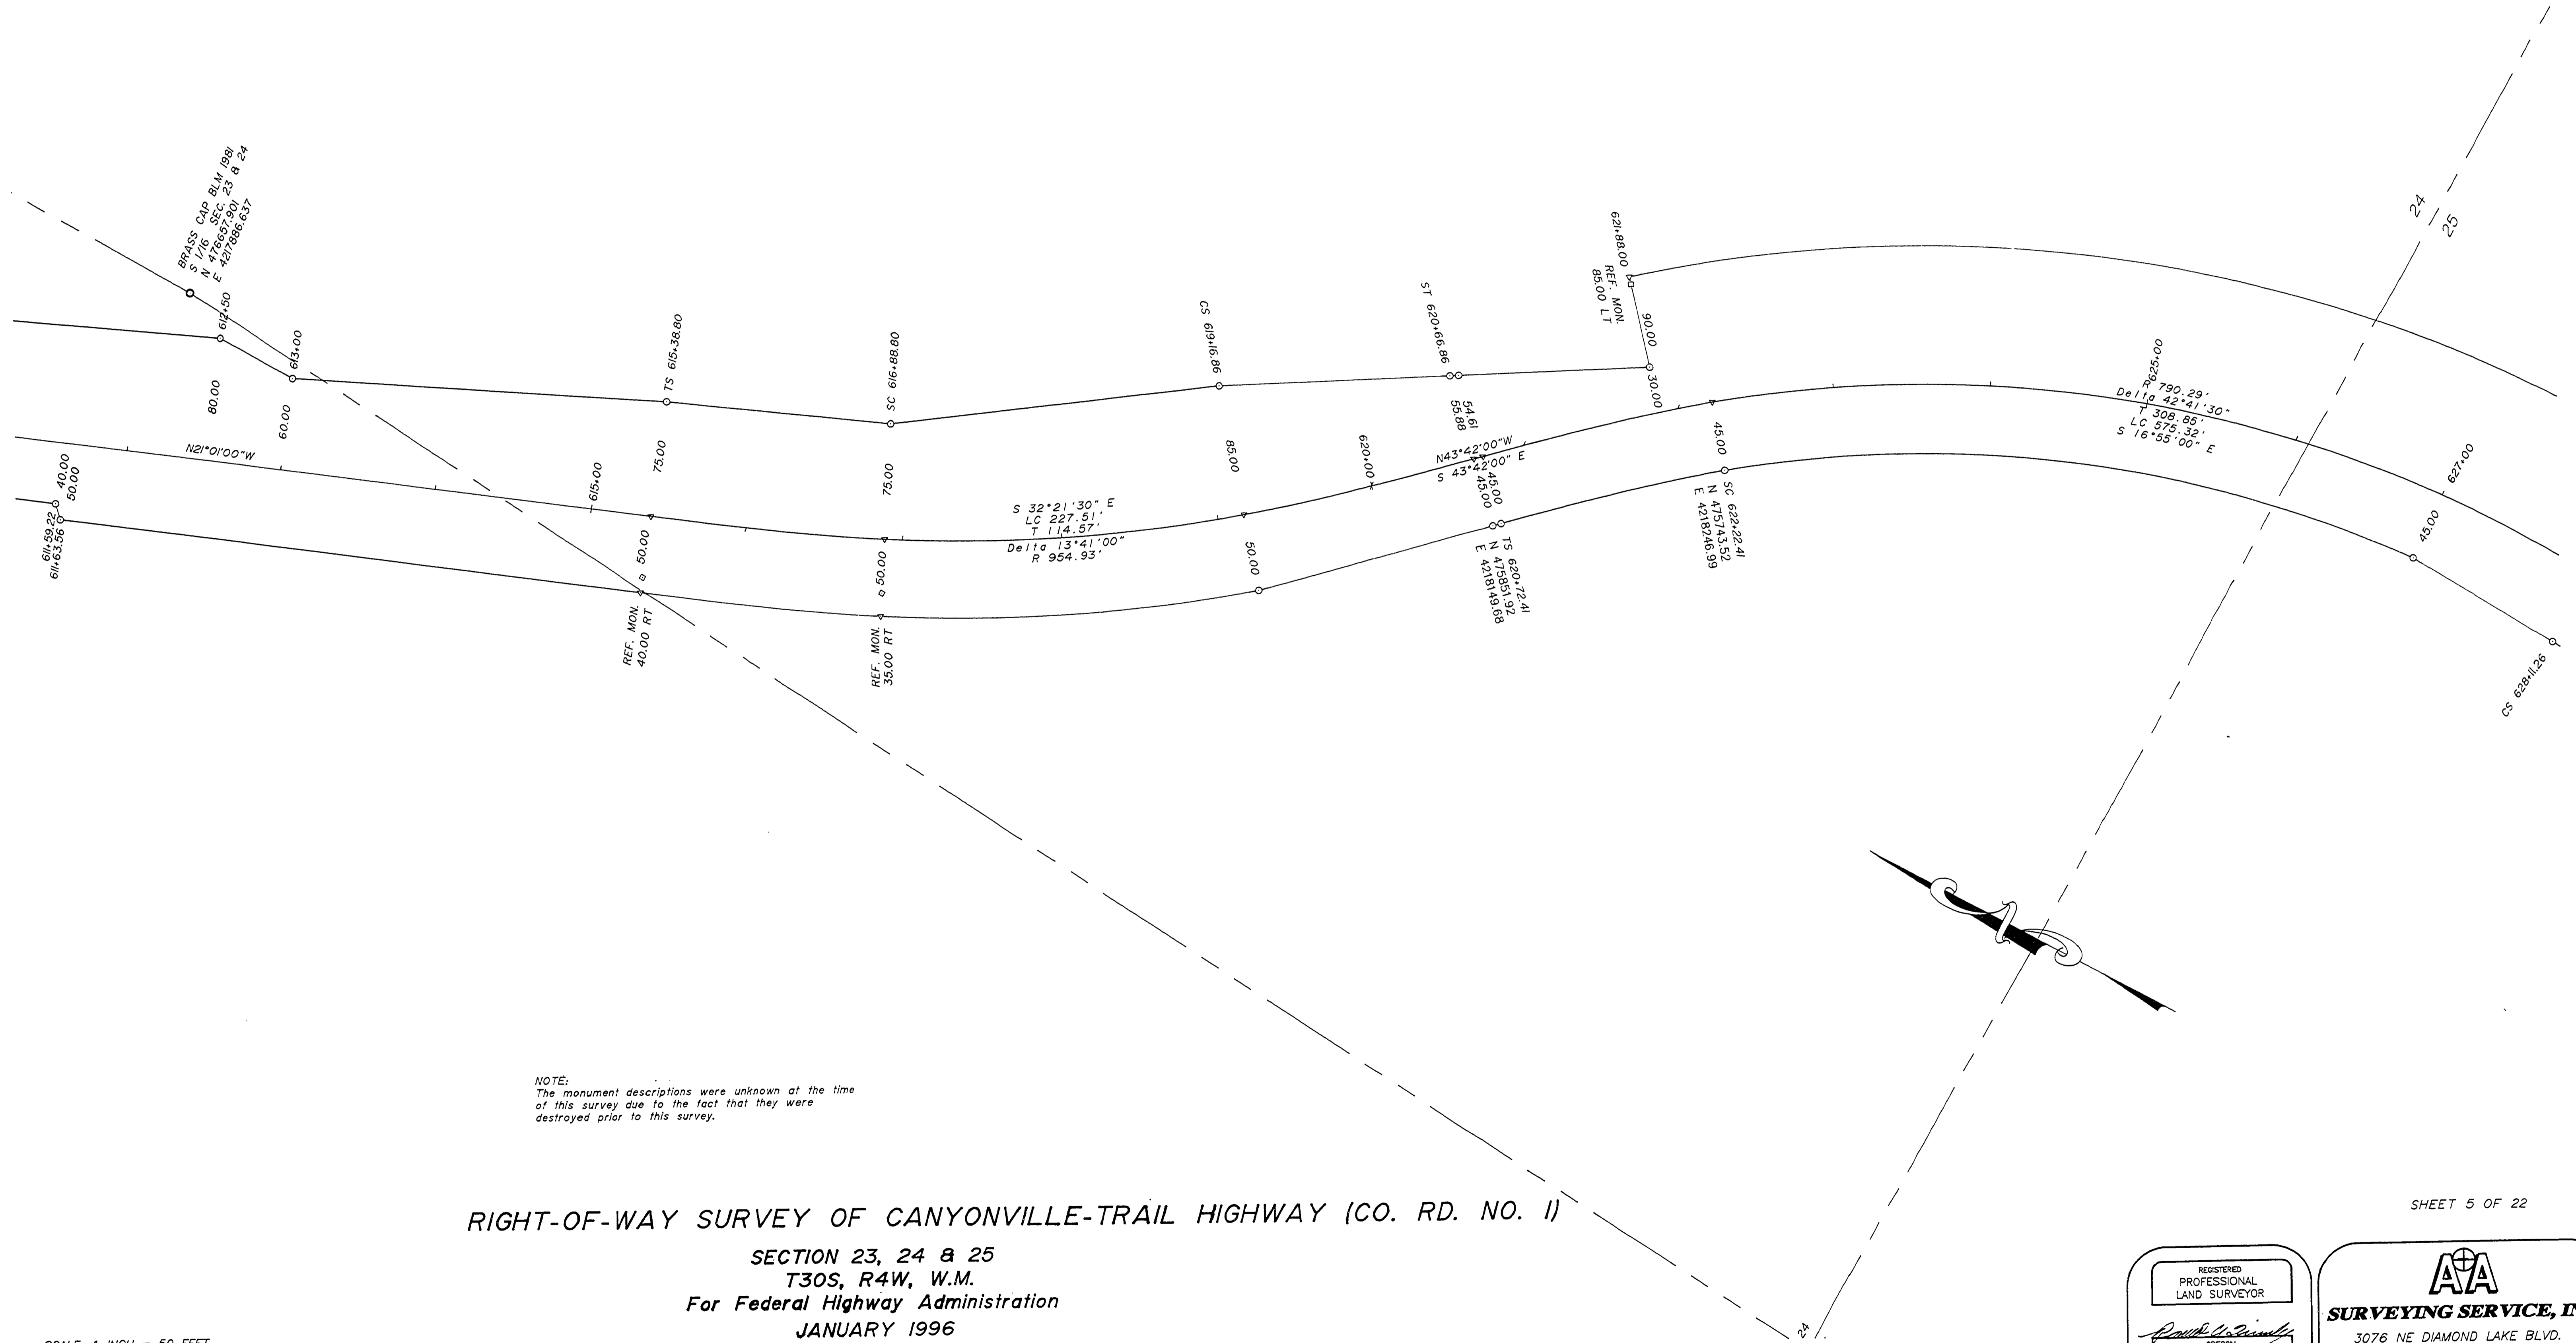 BRASS CAP BLM 1981
S 1/16 SEC. 23 & 24
N 476657.901
E 4217886.637
612+50
613+00
80.00
60.00
N21°01'00"W
40.00
50.00
611+59.22
611+63.56
615+00
TS 615+38.80
75.00
50.00
REF. MON.
40.00 RT
SC 616+88.80
75.00
50.00
REF. MON.
35.00 RT
S 32°21'30" E
LC 227.51'
T 114.57'
Delta 13°41'00"
R 954.93'
CS 619+16.86
85.00
50.00
620+00
ST 620+66.86
54.61
55.88
N43°42'00"W
S 43°42'00" E
45.00
45.00
TS 620+72.41
N 475851.92
E 4218149.68
621+88.00
REF. MON.
85.00 LT
90.00
30.00
45.00
SC 622+22.41
N 475743.52
E 4218246.99
625+00
R 790.29'
Delta 42°41'30"
T 308.85'
LC 575.32'
S 16°55'00" E
24
25
627+00
45.00
CS 628+11.26
NOTE:
The monument descriptions were unknown at the time
of this survey due to the fact that they were
destroyed prior to this survey.
RIGHT-OF-WAY SURVEY OF CANYONVILLE-TRAIL HIGHWAY (CO. RD. NO. 1)
SECTION 23, 24 & 25
T30S, R4W, W.M.
For Federal Highway Administration
JANUARY 1996
24
SHEET 5 OF 22
REGISTERED
PROFESSIONAL
LAND SURVEYOR
AA
SURVEYING SERVICE,
3076 NE DIAMOND LAKE BLVD.